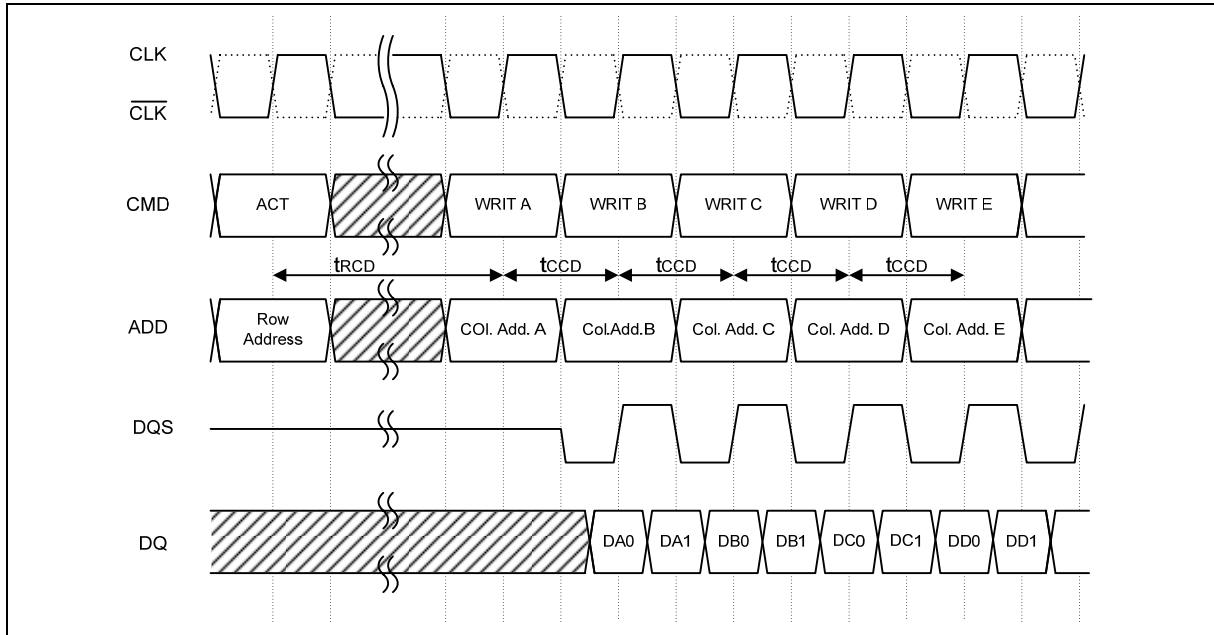 CLK
CLK
CMD
ACT
WRIT A
WRIT B
WRIT C
WRIT D
WRIT E
tRCD
tCCD
tCCD
tCCD
tCCD
ADD
Row
Address
COl. Add. A
Col.Add.B
Col. Add. C
Col. Add. D
Col. Add. E
DQS
DQ
DA0
DA1
DB0
DB1
DC0
DC1
DD0
DD1